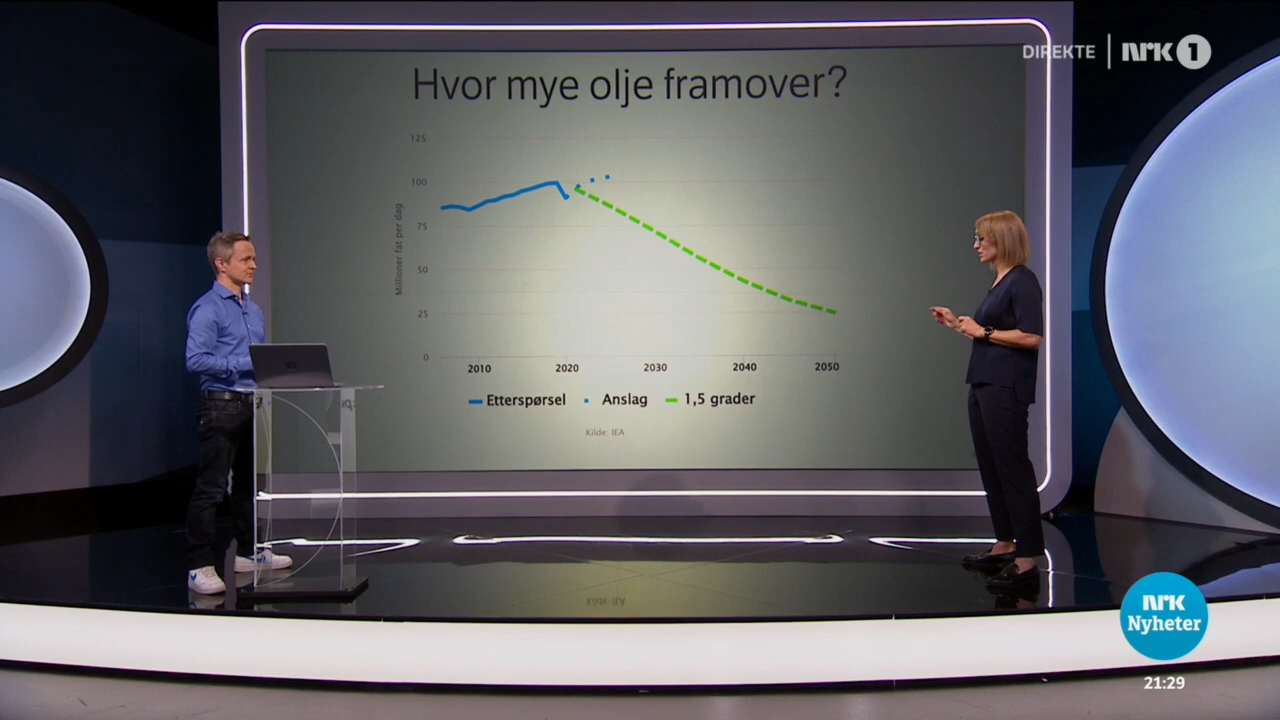 DIREKTE NRK 1
Hvor mye olje framover?
125
100
75
50
25
0
Millioner fat per dag
2010 2020 2030 2040 2050
Etterspørsel Anslag 1,5 grader
Kilde: IEA
NRK
Nyheter
21:29